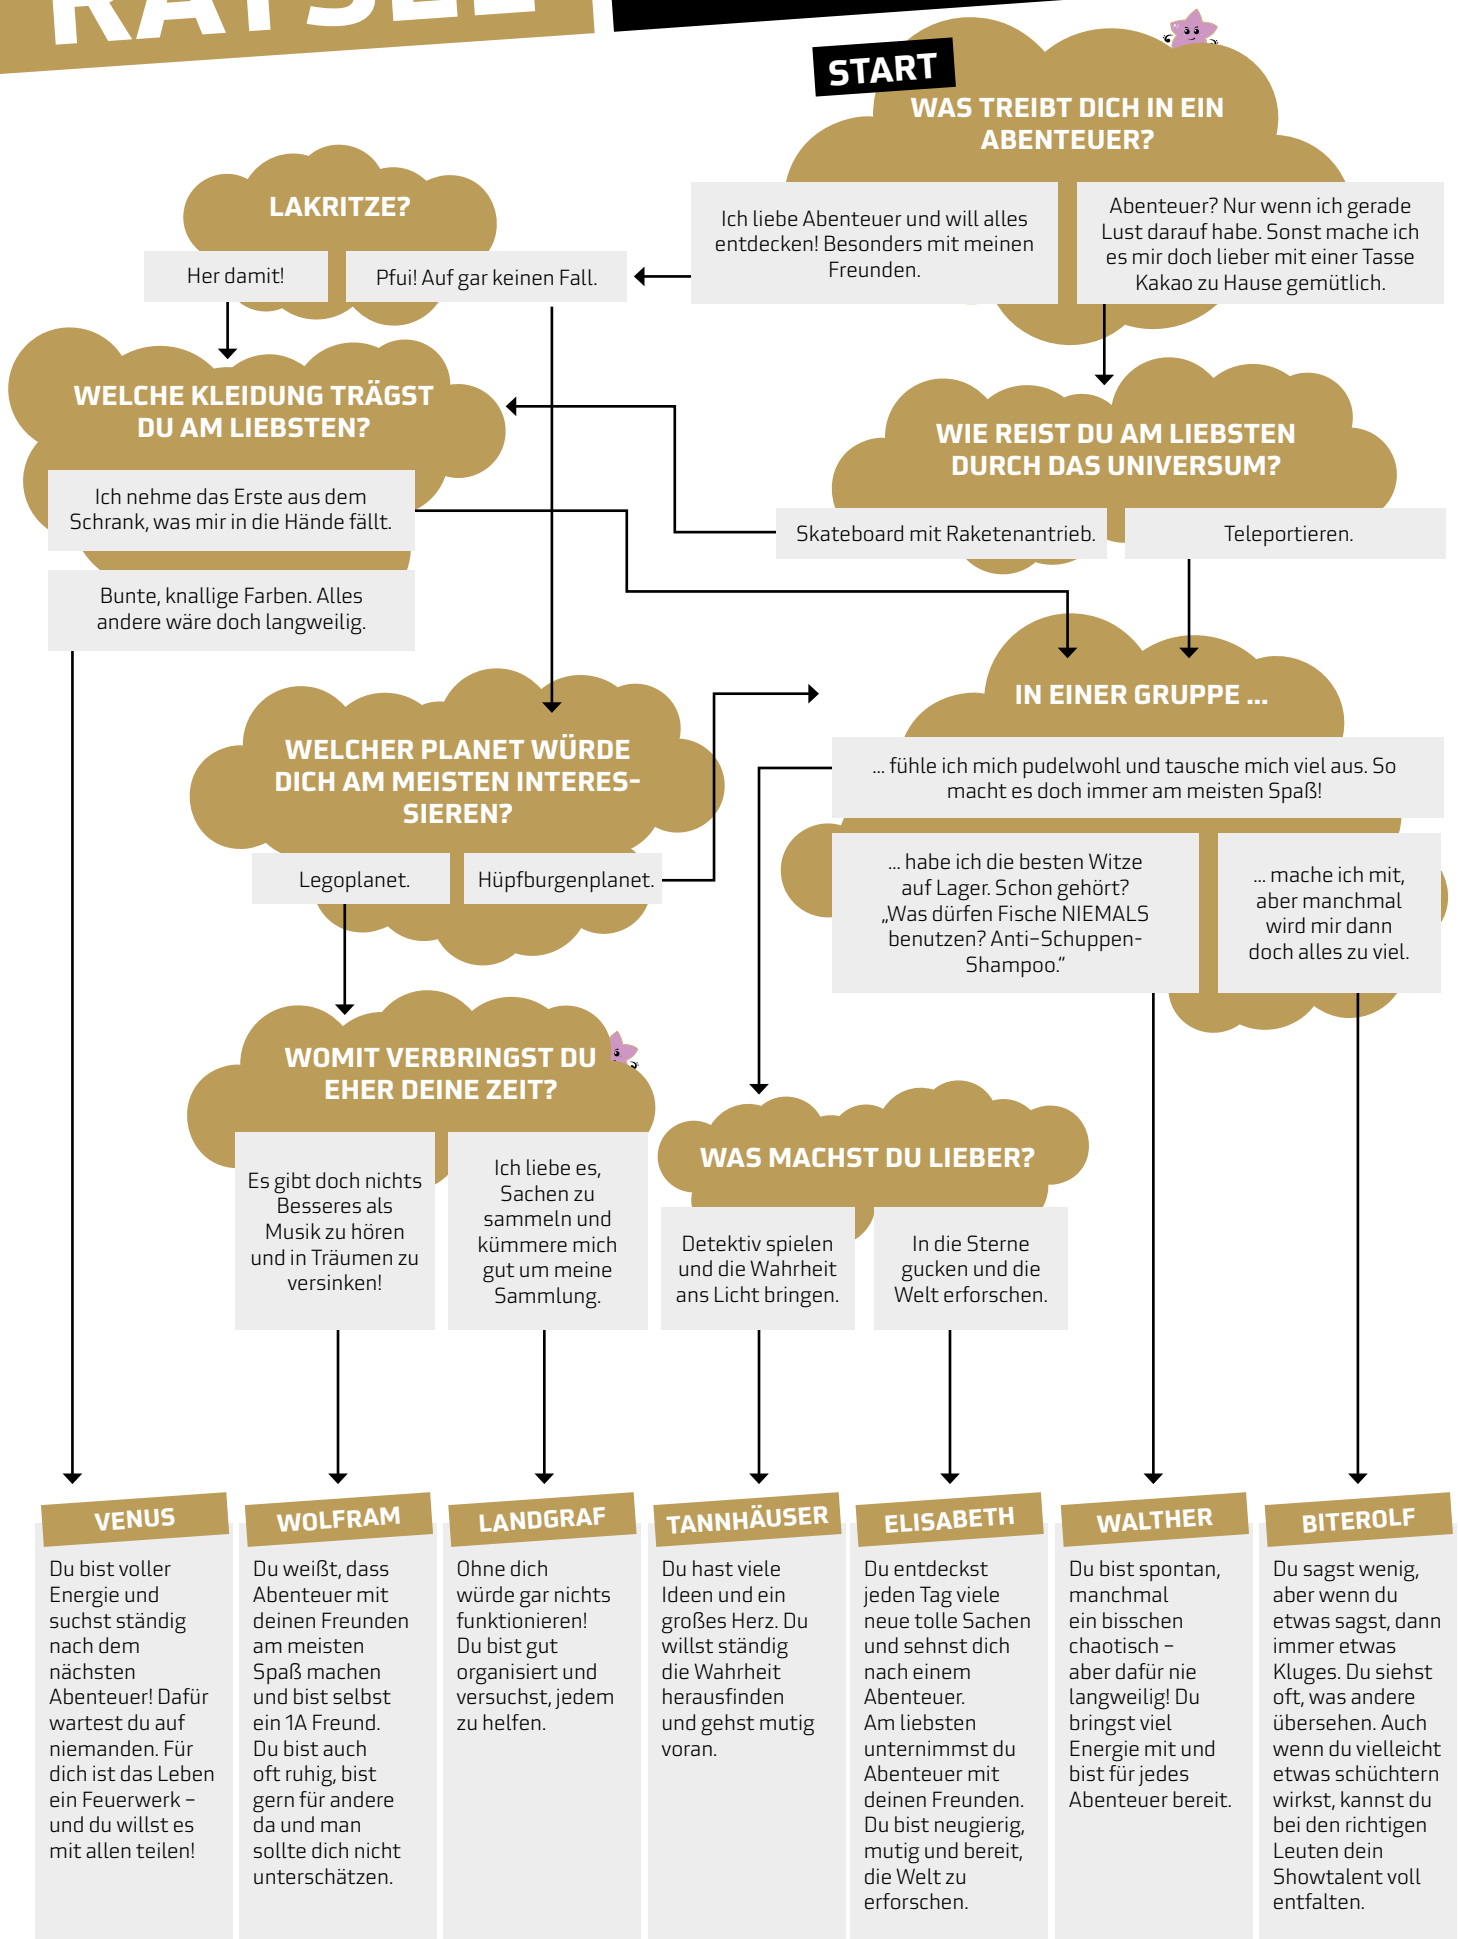 RÄTSEL
START
WAS TREIBT DICH IN EIN
ABENTEUER?
Ich liebe Abenteuer und will alles
entdecken! Besonders mit meinen
Freunden.
Abenteuer? Nur wenn ich gerade
Lust darauf habe. Sonst mache ich
es mir doch lieber mit einer Tasse
Kakao zu Hause gemütlich.
LAKRITZE?
Her damit!
Pfui! Auf gar keinen Fall.
WELCHE KLEIDUNG TRÄGST
DU AM LIEBSTEN?
Ich nehme das Erste aus dem
Schrank, was mir in die Hände fällt.
Bunte, knallige Farben. Alles
andere wäre doch langweilig.
WIE REIST DU AM LIEBSTEN
DURCH DAS UNIVERSUM?
Skateboard mit Raketenantrieb.
Teleportieren.
WELCHER PLANET WÜRDE
DICH AM MEISTEN INTERES-
SIEREN?
Legoplanet.
Hüpfburgenplanet.
IN EINER GRUPPE ...
... fühle ich mich pudelwohl und tausche mich viel aus. So
macht es doch immer am meisten Spaß!
... habe ich die besten Witze
auf Lager. Schon gehört?
„Was dürfen Fische NIEMALS
benutzen? Anti-Schuppen-
Shampoo.“
... mache ich mit,
aber manchmal
wird mir dann
doch alles zu viel.
WOMIT VERBRINGST DU
EHER DEINE ZEIT?
Es gibt doch nichts
Besseres als
Musik zu hören
und in Träumen zu
versinken!
Ich liebe es,
Sachen zu
sammeln und
kümmere mich
gut um meine
Sammlung.
WAS MACHST DU LIEBER?
Detektiv spielen
und die Wahrheit
ans Licht bringen.
In die Sterne
gucken und die
Welt erforschen.
VENUS
Du bist voller
Energie und
suchst ständig
nach dem
nächsten
Abenteuer! Dafür
wartest du auf
niemanden. Für
dich ist das Leben
ein Feuerwerk –
und du willst es
mit allen teilen!
WOLFRAM
Du weißt, dass
Abenteuer mit
deinen Freunden
am meisten
Spaß machen
und bist selbst
ein 1A Freund.
Du bist auch
oft ruhig, bist
gern für andere
da und man
sollte dich nicht
unterschätzen.
LANDGRAF
Ohne dich
würde gar nichts
funktionieren!
Du bist gut
organisiert und
versuchst, jedem
zu helfen.
TANNHÄUSER
Du hast viele
Ideen und ein
großes Herz. Du
willst ständig
die Wahrheit
herausfinden
und gehst mutig
voran.
ELISABETH
Du entdeckst
jeden Tag viele
neue tolle Sachen
und sehnst dich
nach einem
Abenteuer.
Am liebsten
unternimmst du
Abenteuer mit
deinen Freunden.
Du bist neugierig,
mutig und bereit,
die Welt zu
erforschen.
WALTHER
Du bist spontan,
manchmal
ein bisschen
chaotisch –
aber dafür nie
langweilig! Du
bringst viel
Energie mit und
bist für jedes
Abenteuer bereit.
BITEROLF
Du sagst wenig,
aber wenn du
etwas sagst, dann
immer etwas
Kluges. Du siehst
oft, was andere
übersehen. Auch
wenn du vielleicht
etwas schüchtern
wirkst, kannst du
bei den richtigen
Leuten dein
Showtalent voll
entfalten.